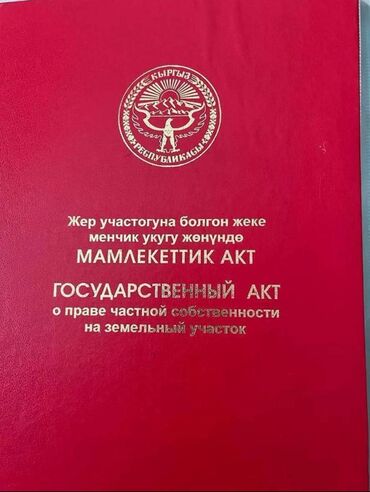 КЫРГЫЗ
РЕСПУБЛИКАСЫ
Жер участогуна болгон жеке
менчик укугу жөнүндө
МАМЛЕКЕТТИК АКТ
ГОСУДАРСТВЕННЫЙ АКТ
о праве частной собственности
на земельный участок